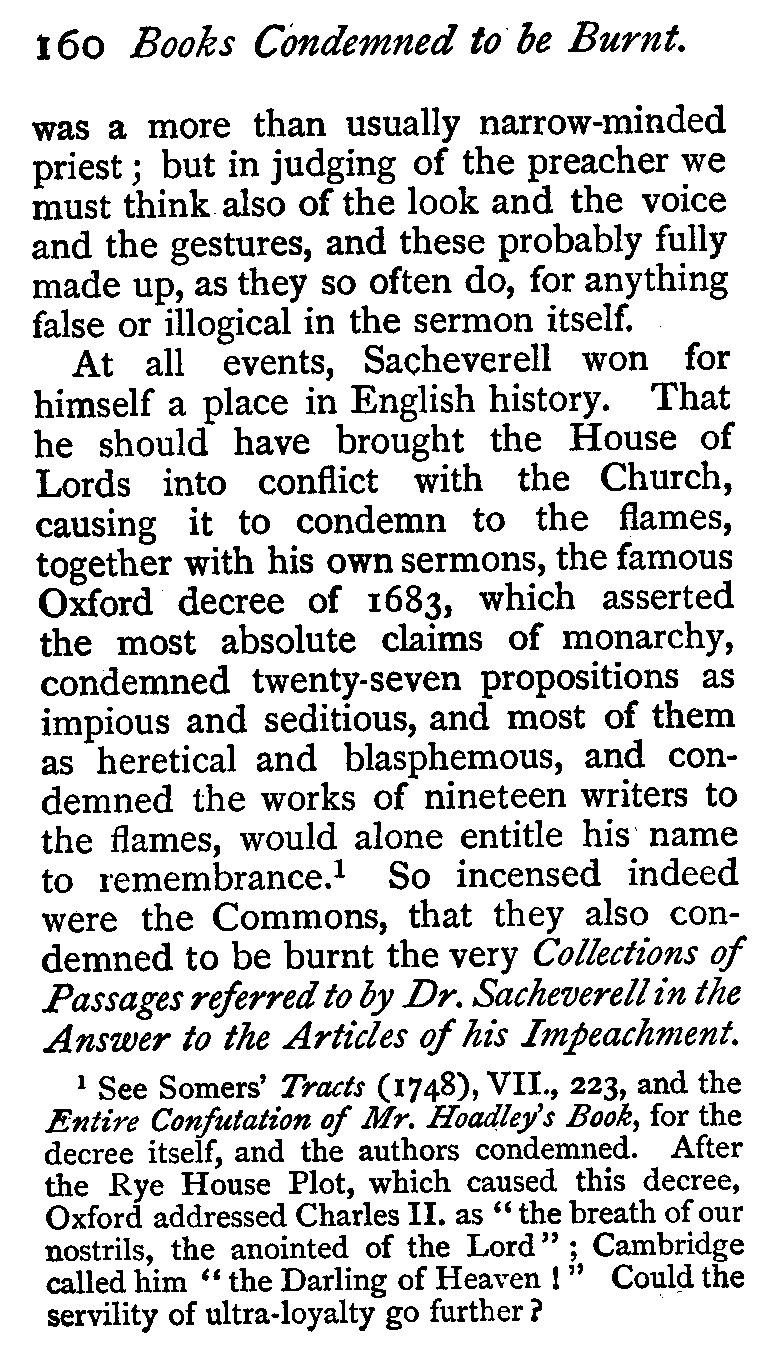 160 Books Condemned to be Burnt.
was a more than usually narrow-minded
priest ; but in judging of the preacher we
must think also of the look and the voice
and the gestures, and these probably fully
made up, as they so often do, for anything
false or illogical in the sermon itself.
At all events, Sacheverell won for
himself a place in English history. That
he should have brought the House of
Lords into conflict with the Church,
causing it to condemn to the flames,
together with his own sermons, the famous
Oxford decree of 1683, which asserted
the most absolute claims of monarchy,
condemned twenty-seven propositions as
impious and seditious, and most of them
as heretical and blasphemous, and con-
demned the works of nineteen writers to
the flames, would alone entitle his name
to remembrance.¹ So incensed indeed
were the Commons, that they also con-
demned to be burnt the very Collections of
Passages referred to by Dr. Sacheverell in the
Answer to the Articles of his Impeachment.
¹ See Somers' Tracts (1748), VII., 223, and the
Entire Confutation of Mr. Hoadley's Book, for the
decree itself, and the authors condemned. After
the Rye House Plot, which caused this decree,
Oxford addressed Charles II. as “the breath of our
nostrils, the anointed of the Lord” ; Cambridge
called him “the Darling of Heaven !” Could the
servility of ultra-loyalty go further ?